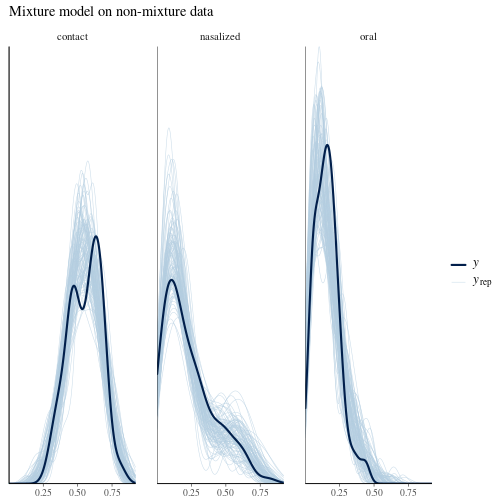 Mixture model on non-mixture data
contact
nasalized
oral
y
y rep
0.25 0.50 0.75
0.25 0.50 0.75
0.25 0.50 0.75